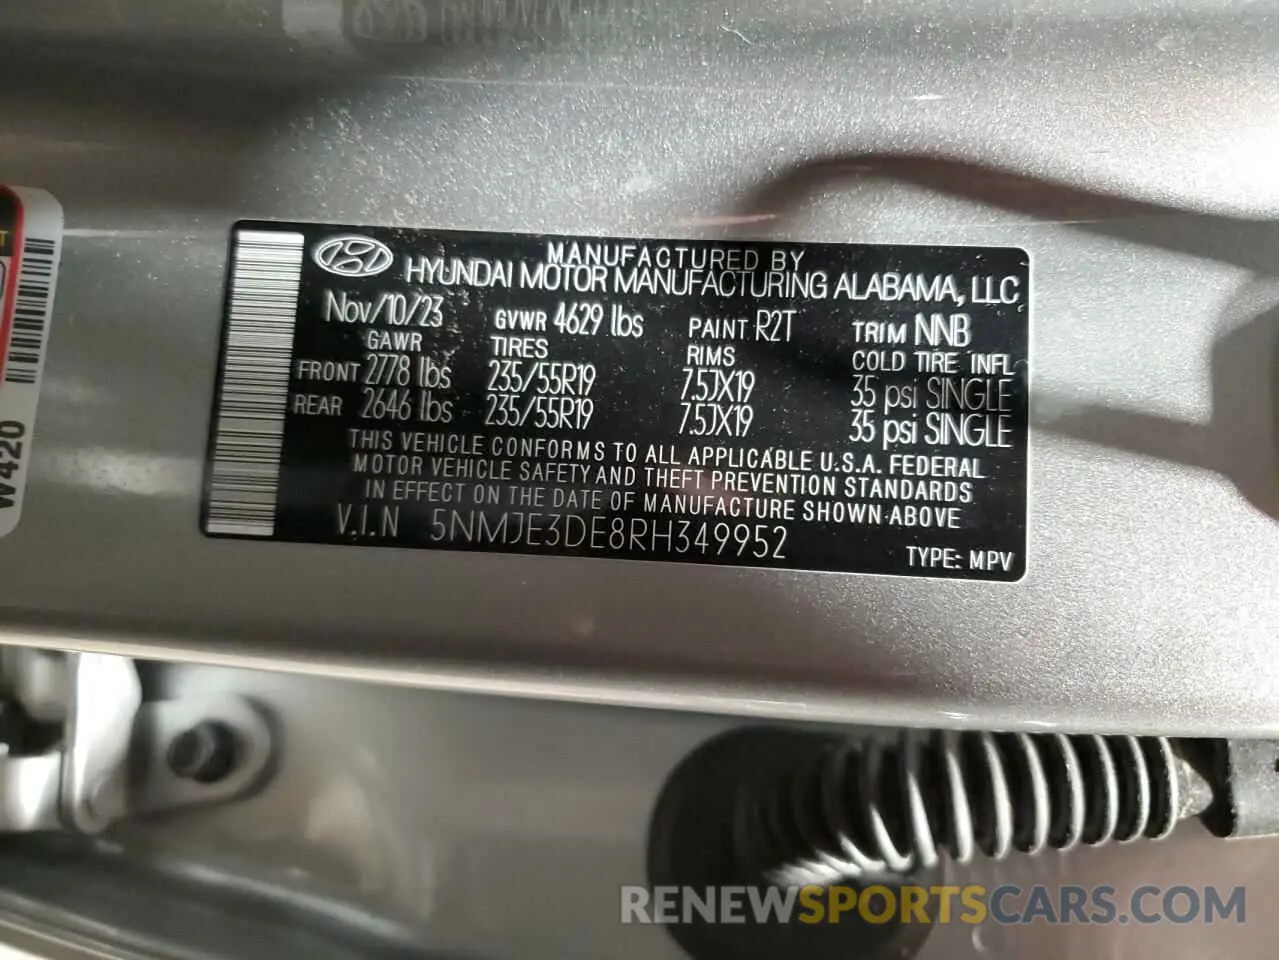 MANUFACTURED BY
HYUNDAI MOTOR MANUFACTURING ALABAMA, LLC
Nov/10/23 GVWR 4629 lbs PAINT R2T TRIM NNB
GAWR TIRES RIMS COLD TIRE INFL
FRONT 2778 lbs 235/55R19 7.5JX19 35 psi SINGLE
REAR 2646 lbs 235/55R19 7.5JX19 35 psi SINGLE
THIS VEHICLE CONFORMS TO ALL APPLICABLE U.S.A. FEDERAL
MOTOR VEHICLE SAFETY AND THEFT PREVENTION STANDARDS
IN EFFECT ON THE DATE OF MANUFACTURE SHOWN ABOVE
V.I.N 5NMJE3DE8RH349952
TYPE: MPV
W420
RENEWSPORTSCARS.COM